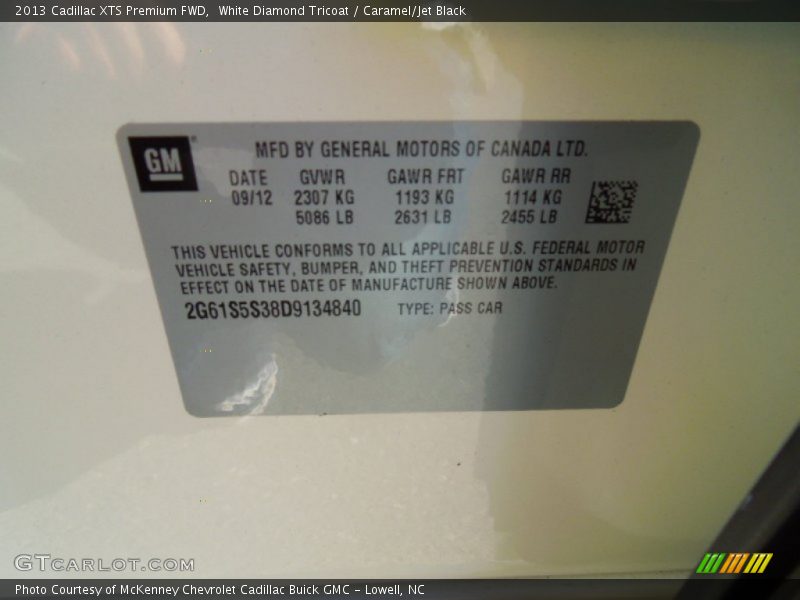 2013 Cadillac XTS Premium FWD,  White Diamond Tricoat / Caramel/Jet Black
GM
MFD BY GENERAL MOTORS OF CANADA LTD.
DATE GVWR GAWR FRT GAWR RR
09/12 2307 KG 1193 KG 1114 KG
5086 LB 2631 LB 2455 LB
THIS VEHICLE CONFORMS TO ALL APPLICABLE U.S. FEDERAL MOTOR
VEHICLE SAFETY, BUMPER, AND THEFT PREVENTION STANDARDS IN
EFFECT ON THE DATE OF MANUFACTURE SHOWN ABOVE.
2G61S5S38D9134840 TYPE: PASS CAR
GTCARLOT.COM
Photo Courtesy of McKenney Chevrolet Cadillac Buick GMC - Lowell, NC